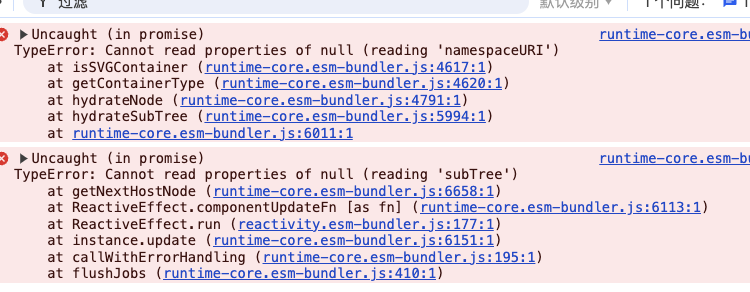 过滤 默认级别 1 个问题: 1
Uncaught (in promise) runtime-core.esm-b
TypeError: Cannot read properties of null (reading 'namespaceURI')
at isSVGContainer (runtime-core.esm-bundler.js:4617:1)
at getContainerType (runtime-core.esm-bundler.js:4620:1)
at hydrateNode (runtime-core.esm-bundler.js:4791:1)
at hydrateSubTree (runtime-core.esm-bundler.js:5994:1)
at runtime-core.esm-bundler.js:6011:1
Uncaught (in promise) runtime-core.esm-b
TypeError: Cannot read properties of null (reading 'subTree')
at getNextHostNode (runtime-core.esm-bundler.js:6658:1)
at ReactiveEffect.componentUpdateFn [as fn] (runtime-core.esm-bundler.js:6113:1)
at ReactiveEffect.run (reactivity.esm-bundler.js:177:1)
at instance.update (runtime-core.esm-bundler.js:6151:1)
at callWithErrorHandling (runtime-core.esm-bundler.js:195:1)
at flushJobs (runtime-core.esm-bundler.js:410:1)